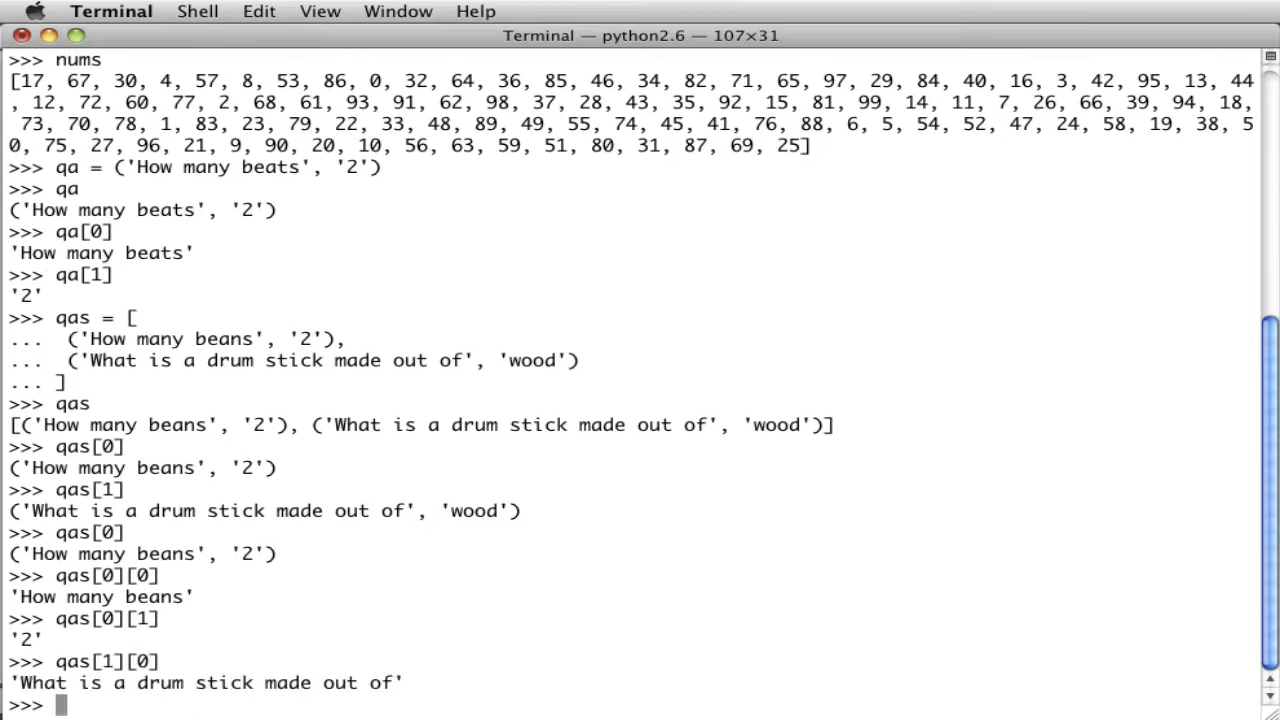 Terminal Shell Edit View Window Help
Terminal — python2.6 — 107×31
>>> nums
[17, 67, 30, 4, 57, 8, 53, 86, 0, 32, 64, 36, 85, 46, 34, 82, 71, 65, 97, 29, 84, 40, 16, 3, 42, 95, 13, 44
, 12, 72, 60, 77, 2, 68, 61, 93, 91, 62, 98, 37, 28, 43, 35, 92, 15, 81, 99, 14, 11, 7, 26, 66, 39, 94, 18,
 73, 70, 78, 1, 83, 23, 79, 22, 33, 48, 89, 49, 55, 74, 45, 41, 76, 88, 6, 5, 54, 52, 47, 24, 58, 19, 38, 5
0, 75, 27, 96, 21, 9, 90, 20, 10, 56, 63, 59, 51, 80, 31, 87, 69, 25]
>>> qa = ('How many beats', '2')
>>> qa
('How many beats', '2')
>>> qa[0]
'How many beats'
>>> qa[1]
'2'
>>> qas = [
...  ('How many beans', '2'),
...  ('What is a drum stick made out of', 'wood')
... ]
>>> qas
[('How many beans', '2'), ('What is a drum stick made out of', 'wood')]
>>> qas[0]
('How many beans', '2')
>>> qas[1]
('What is a drum stick made out of', 'wood')
>>> qas[0]
('How many beans', '2')
>>> qas[0][0]
'How many beans'
>>> qas[0][1]
'2'
>>> qas[1][0]
'What is a drum stick made out of'
>>>